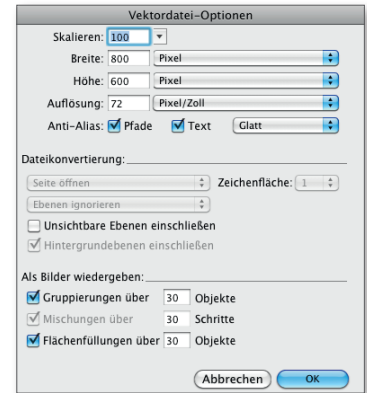 Vektordatei-Optionen
Skalieren: 100
Breite: 800 Pixel
Höhe: 600 Pixel
Auflösung: 72 Pixel/Zoll
Anti-Alias: Pfade Text Glatt
Dateikonvertierung:
Seite öffnen Zeichenfläche: 1
Ebenen ignorieren
Unsichtbare Ebenen einschließen
Hintergrundebenen einschließen
Als Bilder wiedergeben:
Gruppierungen über 30 Objekte
Mischungen über 30 Schritte
Flächenfüllungen über 30 Objekte
Abbrechen OK